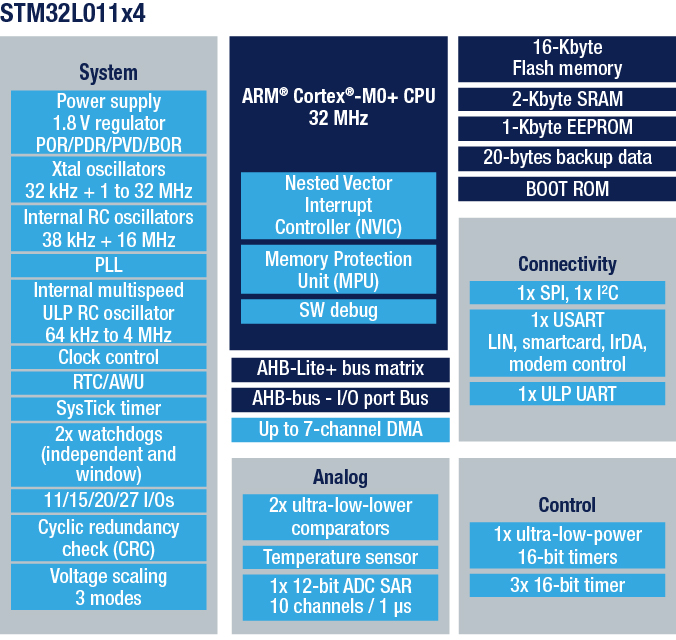 STM32L011x4
System
Power supply
1.8 V regulator
POR/PDR/PVD/BOR
Xtal oscillators
32 kHz + 1 to 32 MHz
Internal RC oscillators
38 kHz + 16 MHz
PLL
Internal multispeed
ULP RC oscillator
64 kHz to 4 MHz
Clock control
RTC/AWU
SysTick timer
2x watchdogs
(independent and
window)
11/15/20/27 I/Os
Cyclic redundancy
check (CRC)
Voltage scaling
3 modes
ARM® Cortex®-M0+ CPU
32 MHz
Nested Vector
Interrupt
Controller (NVIC)
Memory Protection
Unit (MPU)
SW debug
AHB-Lite+ bus matrix
AHB-bus - I/O port Bus
Up to 7-channel DMA
Analog
2x ultra-low-lower
comparators
Temperature sensor
1x 12-bit ADC SAR
10 channels / 1 µs
16-Kbyte
Flash memory
2-Kbyte SRAM
1-Kbyte EEPROM
20-bytes backup data
BOOT ROM
Connectivity
1x SPI, 1x I²C
1x USART
LIN, smartcard, IrDA,
modem control
1x ULP UART
Control
1x ultra-low-power
16-bit timers
3x 16-bit timer